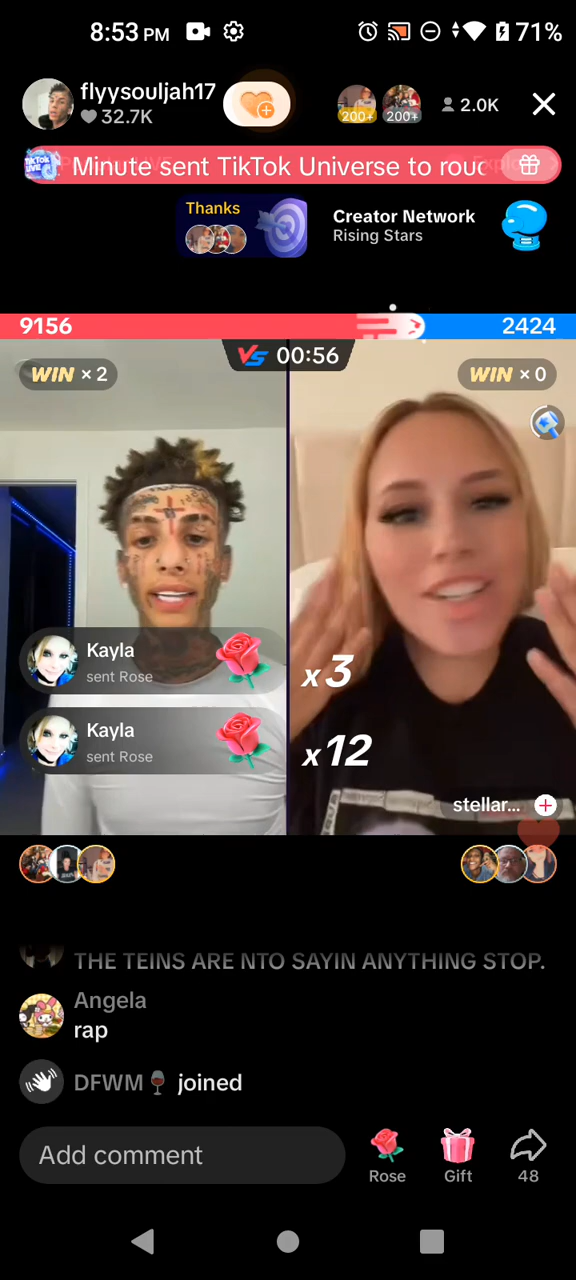 8:53 PM
71%
flyysouljah17
32.7K
200+
200+
2.0K
Minute sent TikTok Universe to rou
Thanks
Creator Network
Rising Stars
9156
2424
VS 00:56
WIN × 2
WIN × 0
Kayla
sent Rose
x3
Kayla
sent Rose
x12
stellar...
THE TEINS ARE NTO SAYIN ANYTHING STOP.
Angela
rap
DFWM🍷 joined
Add comment
Rose
Gift
48